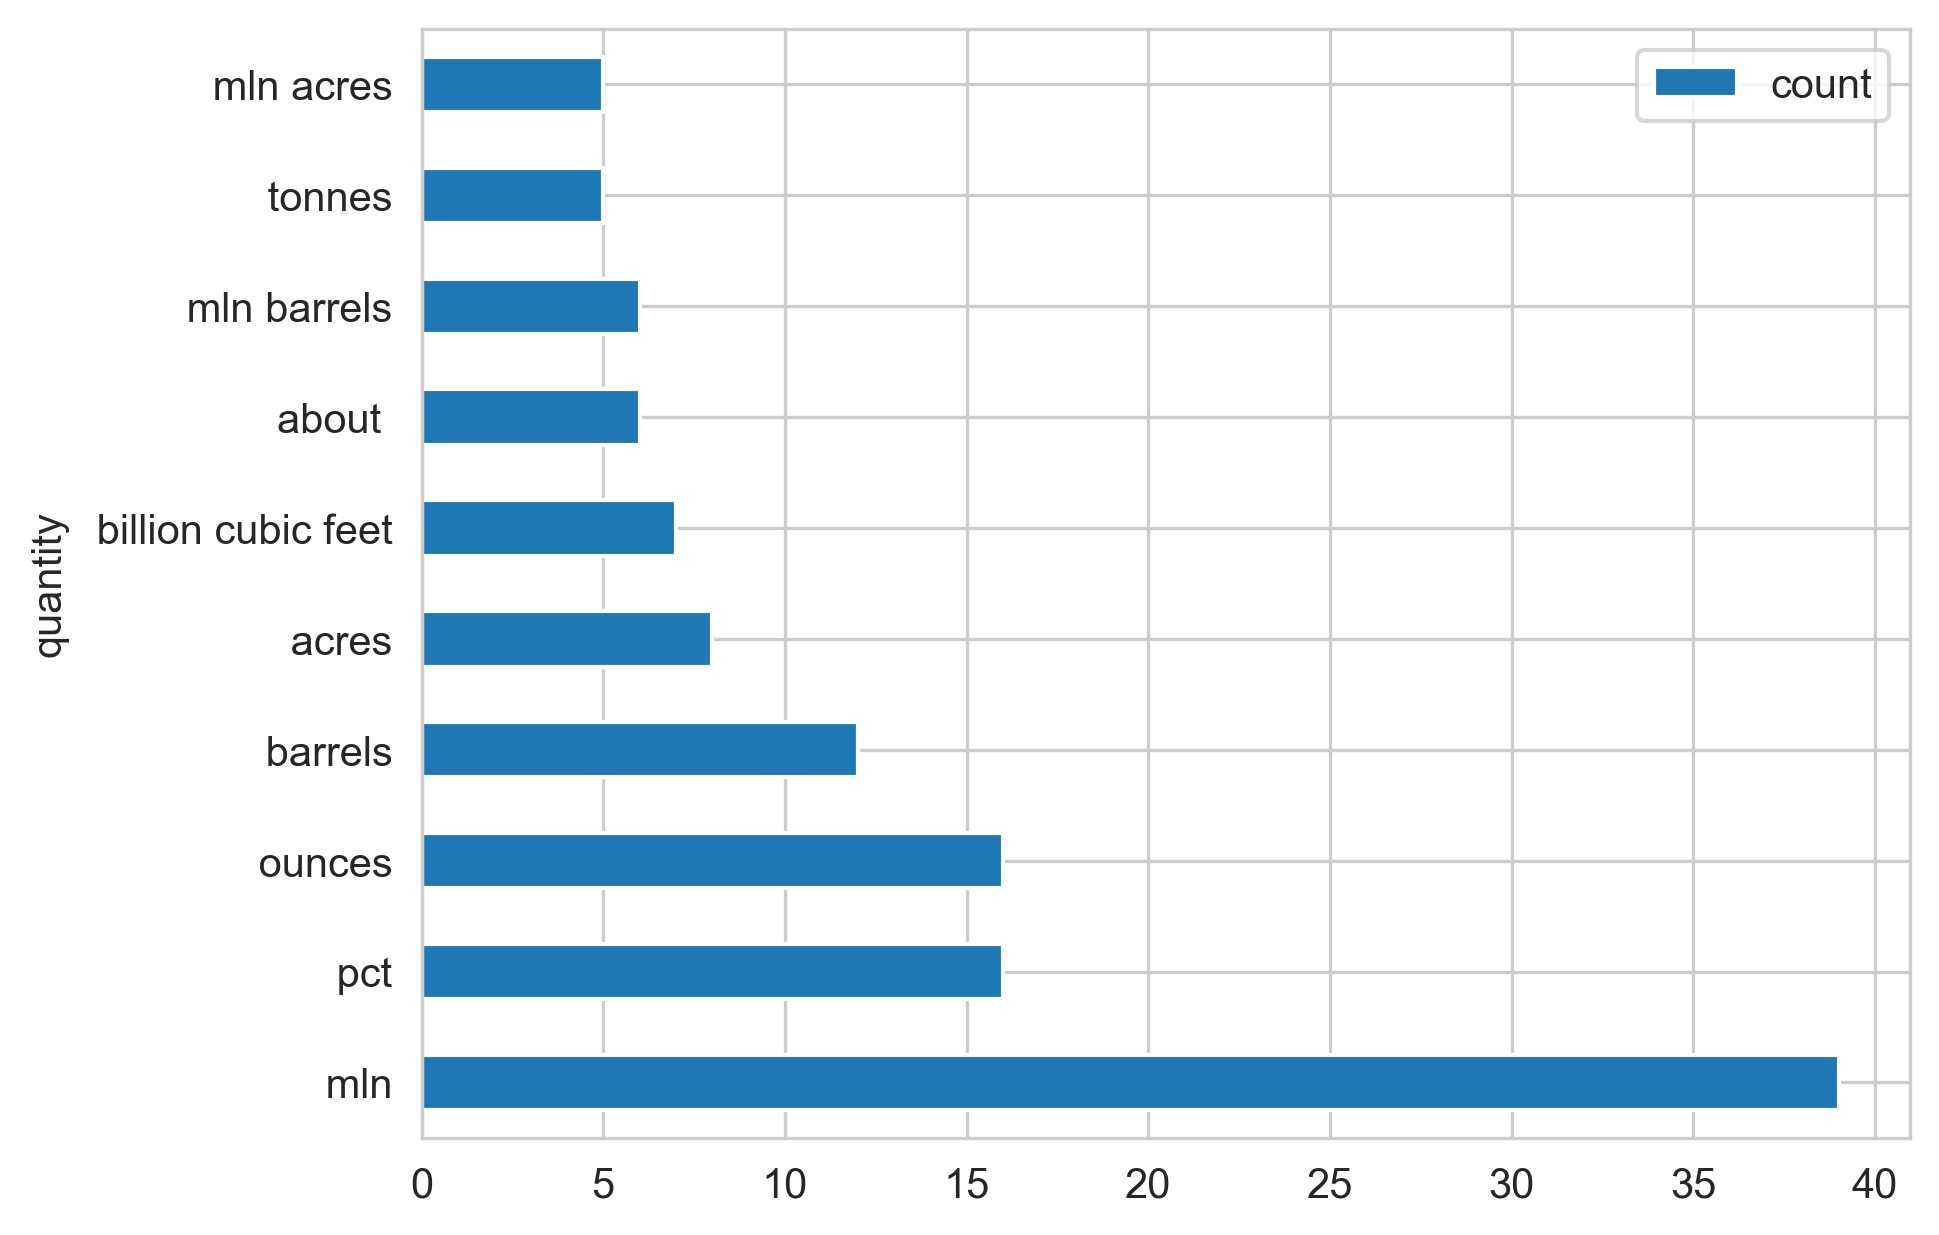 mln acres
tonnes
mln barrels
about
billion cubic feet
acres
barrels
ounces
pct
mln
quantity
count
0 5 10 15 20 25 30 35 40